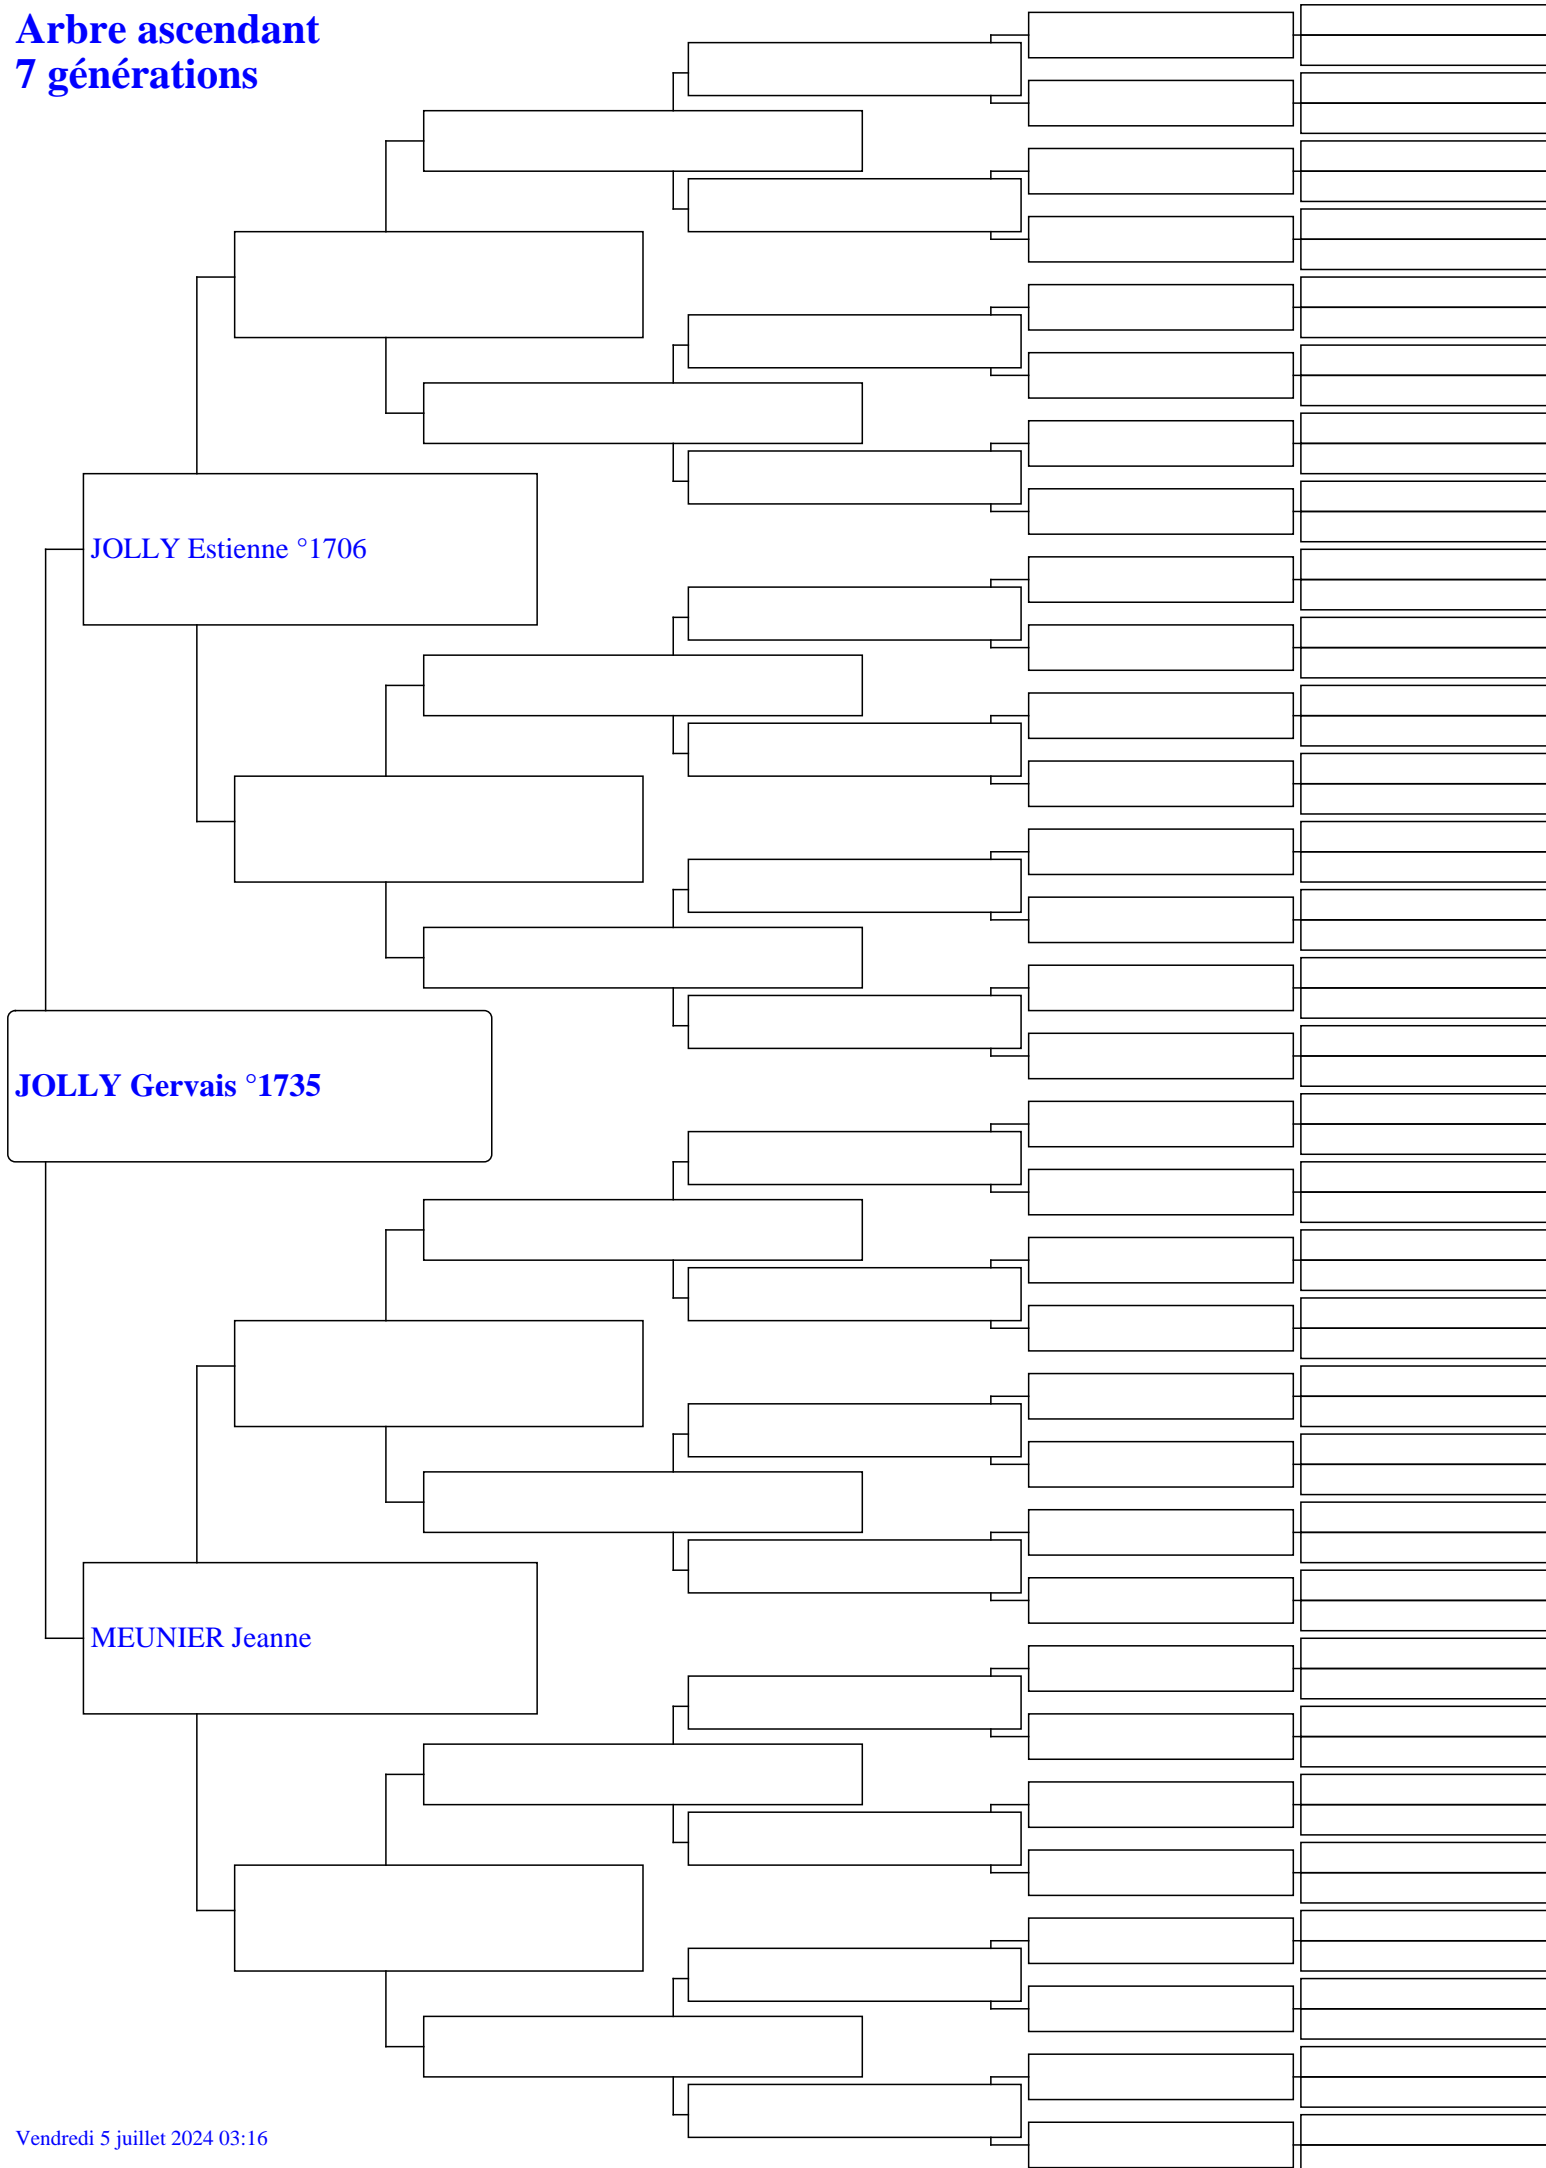 Arbre ascendant
7 générations
JOLLY Estienne °1706
JOLLY Gervais °1735
MEUNIER Jeanne
Vendredi 5 juillet 2024 03:16